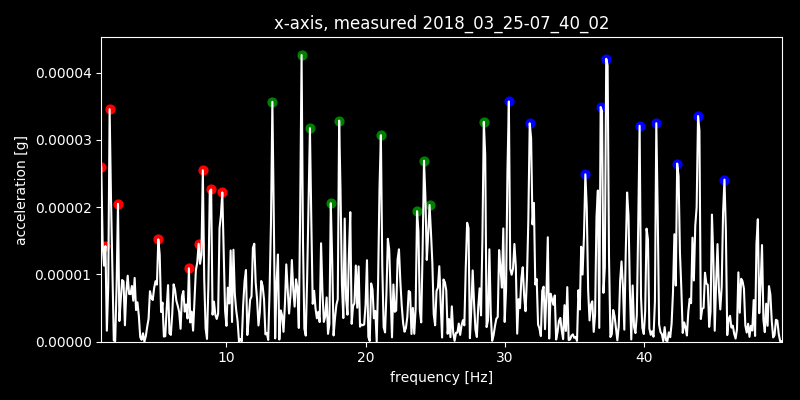 x-axis, measured 2018_03_25-07_40_02
acceleration [g]
0.00004
0.00003
0.00002
0.00001
0.00000
10 20 30 40
frequency [Hz]